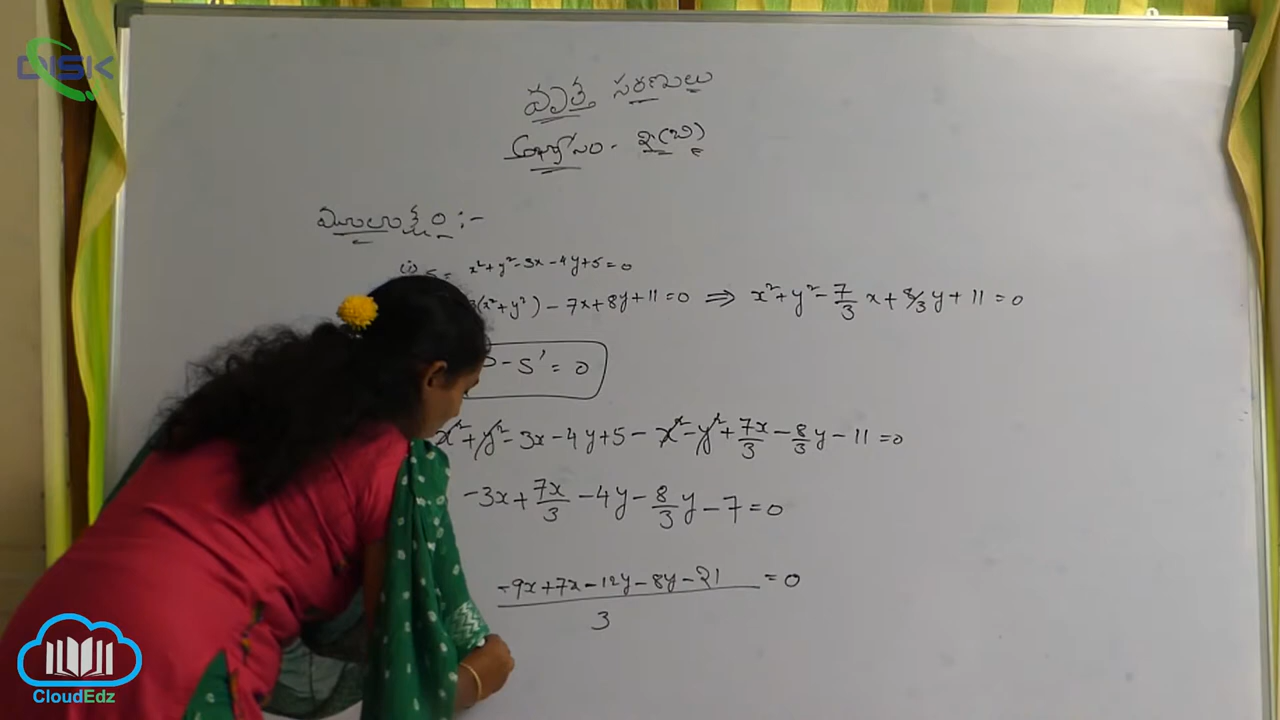 DISK
వృత్త సరణులు
అభ్యాసం - 2(బి)
మూలాక్షం :-
(i) x²+y²-3x-4y+5=0
3(x²+y²)-7x+8y+11=0 ⇒ x²+y²-7/3 x+8/3 y+11=0
S-S'=0
x²+y²-3x-4y+5-x²-y²+7x/3-8/3 y-11=0
-3x+7x/3-4y-8/3 y-7=0
-9x+7x-12y-8y-21/3 =0
CloudEdz